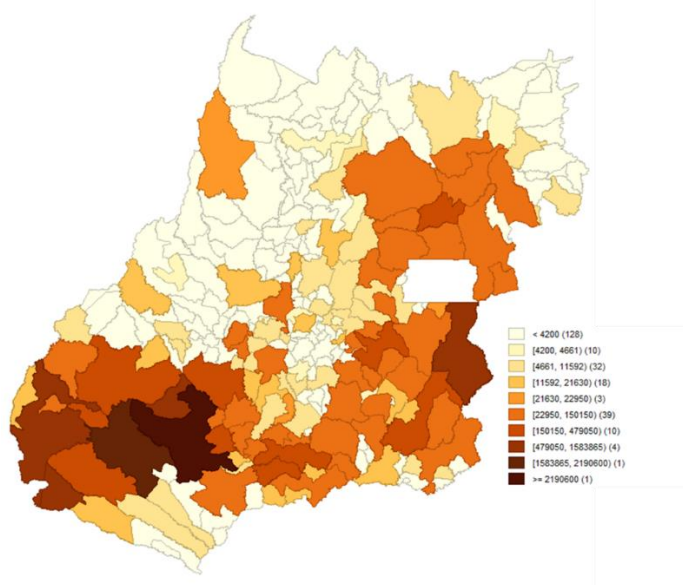 < 4200 (128)
[4200, 4661) (10)
[4661, 11592) (32)
[11592, 21630) (18)
[21630, 22950) (3)
[22950, 150150) (39)
[150150, 479050) (10)
[479050, 1583865) (4)
[1583865, 2190600) (1)
>= 2190600 (1)